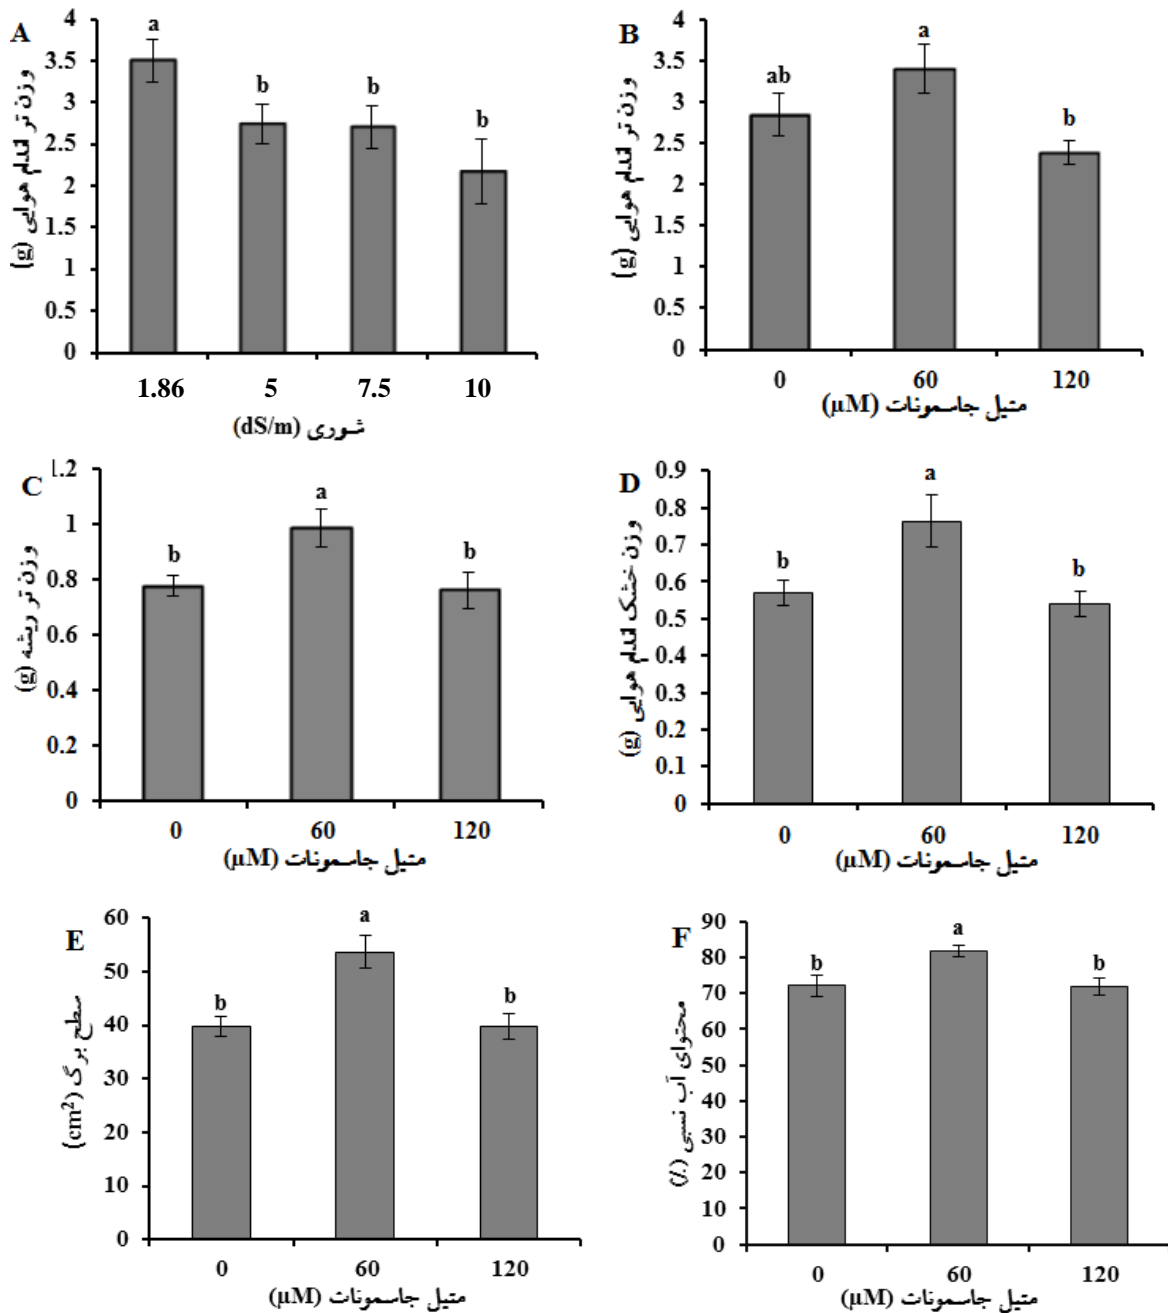 A
وزن تر اندام هوایی (g)
4
3.5
3
2.5
2
1.5
1
0.5
0
a
b
b
b
1.86 5 7.5 10
شوری (dS/m)
B
وزن تر اندام هوایی (g)
4
3.5
3
2.5
2
1.5
1
0.5
0
ab
a
b
0 60 120
متیل جاسمونات (µM)
C
وزن تر ریشه (g)
1.2
1
0.8
0.6
0.4
0.2
0
b
a
b
0 60 120
متیل جاسمونات (µM)
D
وزن خشک اندام هوایی (g)
0.9
0.8
0.7
0.6
0.5
0.4
0.3
0.2
0.1
0
b
a
b
0 60 120
متیل جاسمونات (µM)
E
سطح برگ (cm²)
60
50
40
30
20
10
0
b
a
b
0 60 120
متیل جاسمونات (µM)
F
محتوای آب نسبی (٪)
90
80
70
60
50
40
30
20
10
0
b
a
b
0 60 120
متیل جاسمونات (µM)